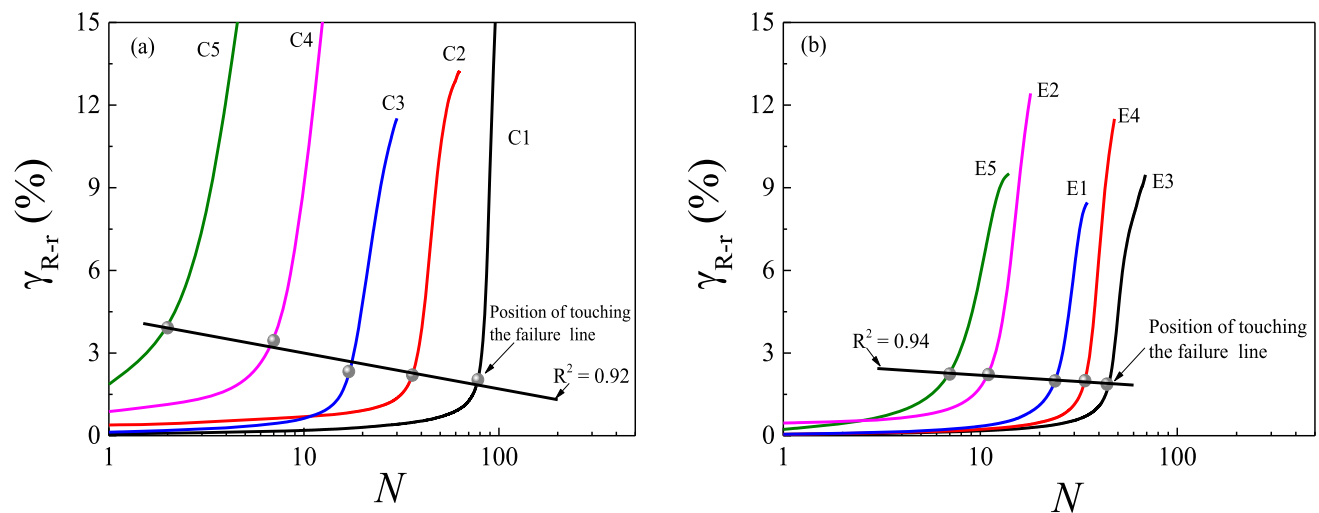 (a)
γR-r (%)
15
12
9
6
3
0
1
10
100
N
C5
C4
C3
C2
C1
Position of touching
the failure line
R2 = 0.92
(b)
γR-r (%)
15
12
9
6
3
0
1
10
100
N
E5
E2
E1
E4
E3
R2 = 0.94
Position of touching
the failure line